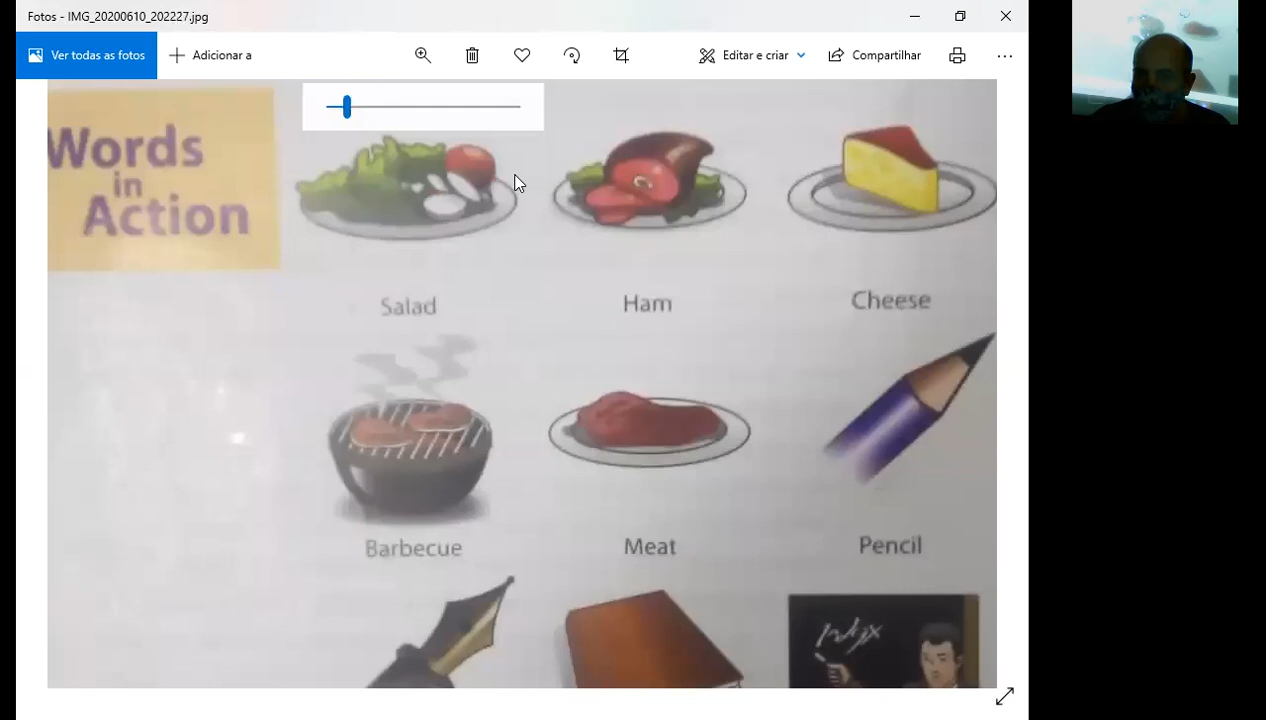 Fotos - IMG_20200610_202227.jpg
Ver todas as fotos
Adicionar a
Editar e criar
Compartilhar
Words
in
Action
Salad
Ham
Cheese
Barbecue
Meat
Pencil